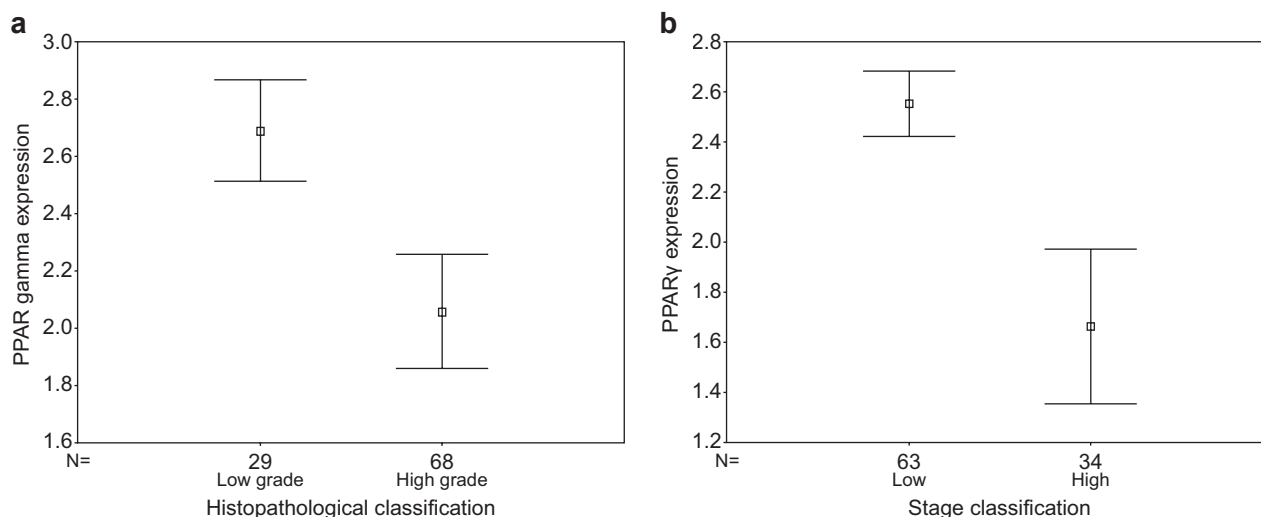 a
3.0
2.8
2.6
2.4
2.2
2.0
1.8
1.6
PPAR gamma expression
N= 29 68
Low grade High grade
Histopathological classification
b
2.8
2.6
2.4
2.2
2.0
1.8
1.6
1.4
1.2
PPARγ expression
N= 63 34
Low High
Stage classification